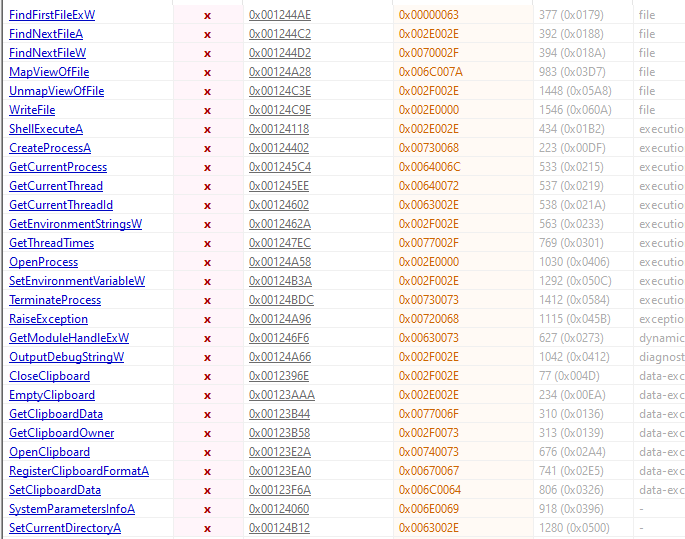 FindFirstFileExW x 0x001244AE 0x00000063 377 (0x0179) file
FindNextFileA x 0x001244C2 0x002E002E 392 (0x0188) file
FindNextFileW x 0x001244D2 0x0070002F 394 (0x018A) file
MapViewOfFile x 0x00124A28 0x006C007A 983 (0x03D7) file
UnmapViewOfFile x 0x00124C3E 0x002F002E 1448 (0x05A8) file
WriteFile x 0x00124C9E 0x002E0000 1546 (0x060A) file
ShellExecuteA x 0x00124118 0x002E002E 434 (0x01B2) executio
CreateProcessA x 0x00124402 0x00730068 223 (0x00DF) executio
GetCurrentProcess x 0x001245C4 0x0064006C 533 (0x0215) executio
GetCurrentThread x 0x001245EE 0x00640072 537 (0x0219) executio
GetCurrentThreadId x 0x00124602 0x0063002E 538 (0x021A) executio
GetEnvironmentStringsW x 0x0012462A 0x002F002E 563 (0x0233) executio
GetThreadTimes x 0x001247EC 0x0077002F 769 (0x0301) executio
OpenProcess x 0x00124A58 0x002E0000 1030 (0x0406) executio
SetEnvironmentVariableW x 0x00124B3A 0x002F002E 1292 (0x050C) executio
TerminateProcess x 0x00124BDC 0x00730073 1412 (0x0584) executio
RaiseException x 0x00124A96 0x00720068 1115 (0x045B) exceptio
GetModuleHandleExW x 0x001246F6 0x00630073 627 (0x0273) dynamic
OutputDebugStringW x 0x00124A66 0x002F002E 1042 (0x0412) diagnost
CloseClipboard x 0x0012396E 0x002F002E 77 (0x004D) data-exc
EmptyClipboard x 0x00123AAA 0x002E002E 234 (0x00EA) data-exc
GetClipboardData x 0x00123B44 0x0077006F 310 (0x0136) data-exc
GetClipboardOwner x 0x00123B58 0x002F0073 313 (0x0139) data-exc
OpenClipboard x 0x00123E2A 0x00740073 676 (0x02A4) data-exc
RegisterClipboardFormatA x 0x00123EA0 0x00670067 741 (0x02E5) data-exc
SetClipboardData x 0x00123F6A 0x006C0064 806 (0x0326) data-exc
SystemParametersInfoA x 0x00124060 0x006E0069 918 (0x0396) -
SetCurrentDirectoryA x 0x00124B12 0x0063002E 1280 (0x0500) -